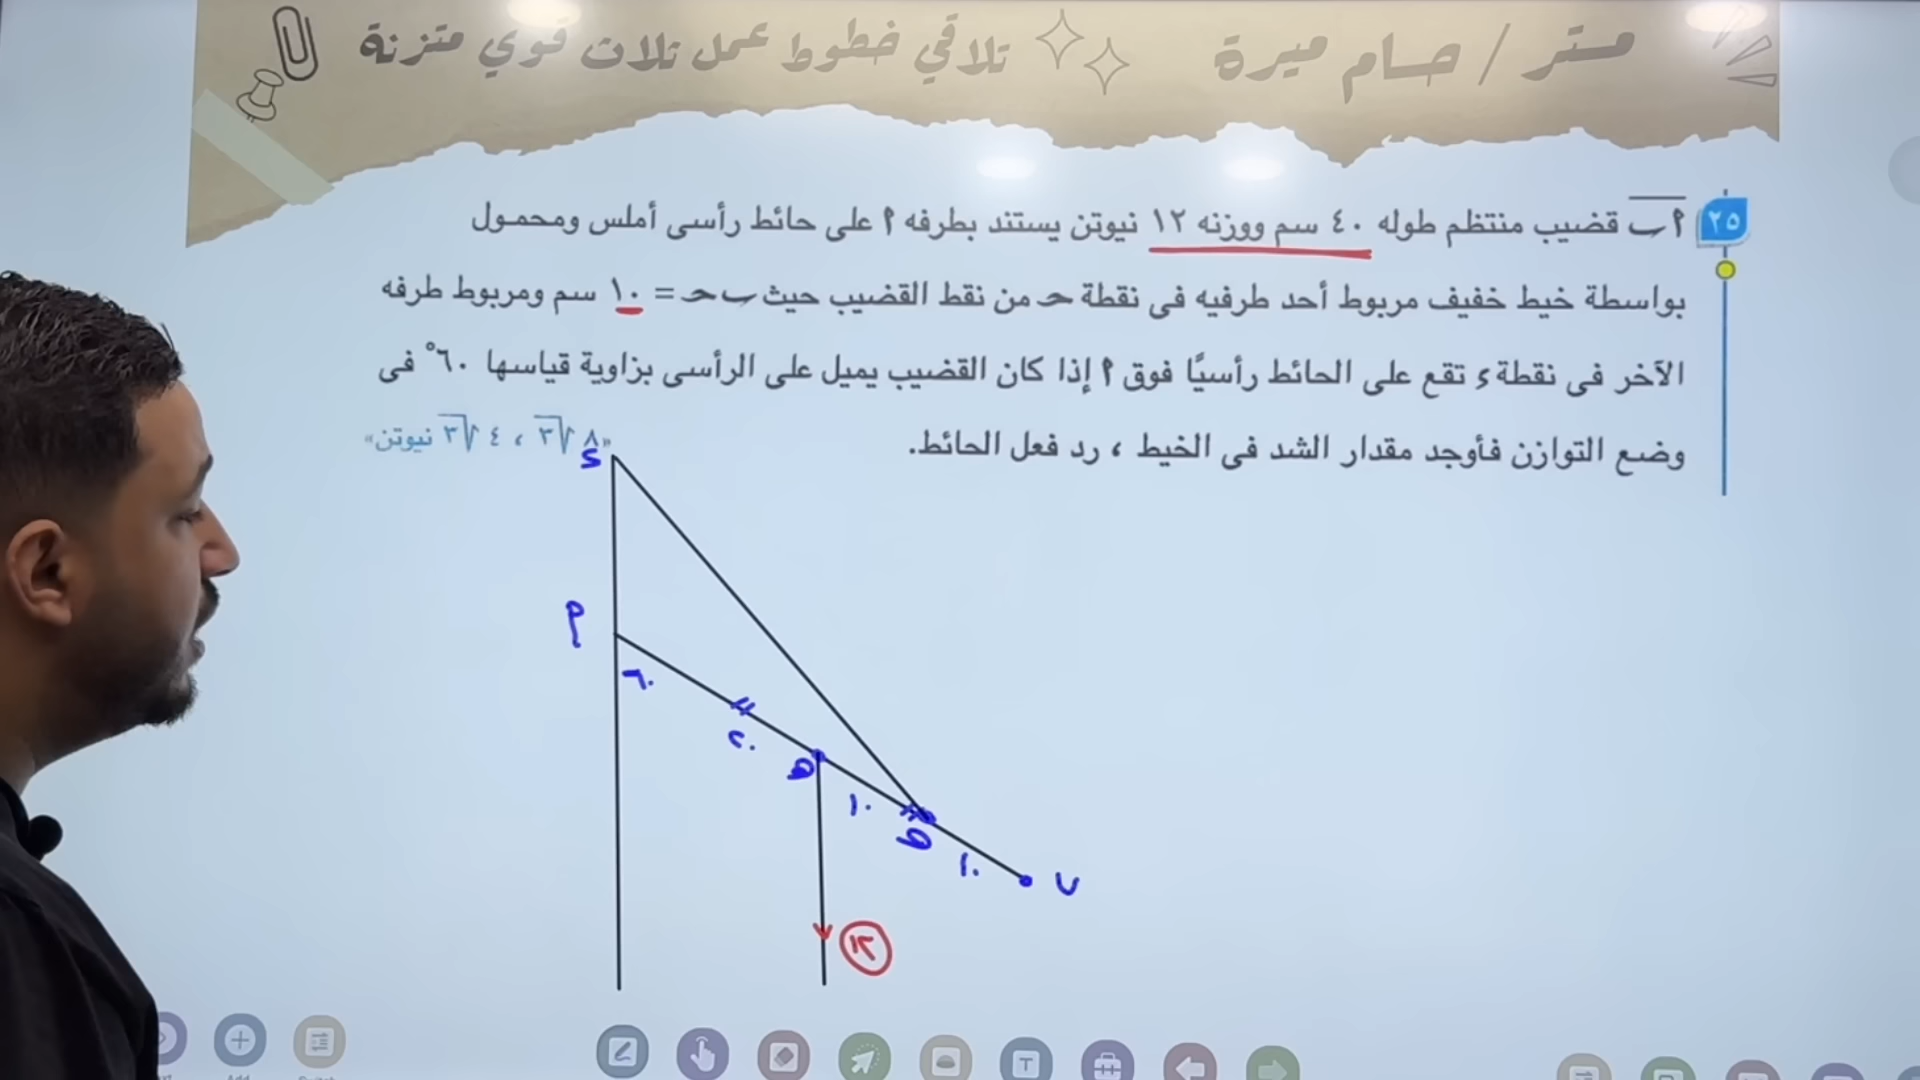 مستر / حسام ميرة تلاقي خطوط عمل تلات قوي متزنة
٢٥ ا ب قضيب منتظم طوله ٤٠ سم ووزنه ١٢ نيوتن يستند بطرفه ا على حائط رأسى أملس ومحمول
بواسطة خيط خفيف مربوط أحد طرفيه فى نقطة حـ من نقط القضيب حيث ب حـ = ١٠ سم ومربوط طرفه
الآخر فى نقطة ء تقع على الحائط رأسيًا فوق ا إذا كان القضيب يميل على الرأسى بزاوية قياسها ٦٠° فى
وضع التوازن فأوجد مقدار الشد فى الخيط ، رد فعل الحائط.
«٨√٣ ، ٤√٣ نيوتن»
ء
م
٦٠
٢٠
١٠
١٠
ب
١٢
T